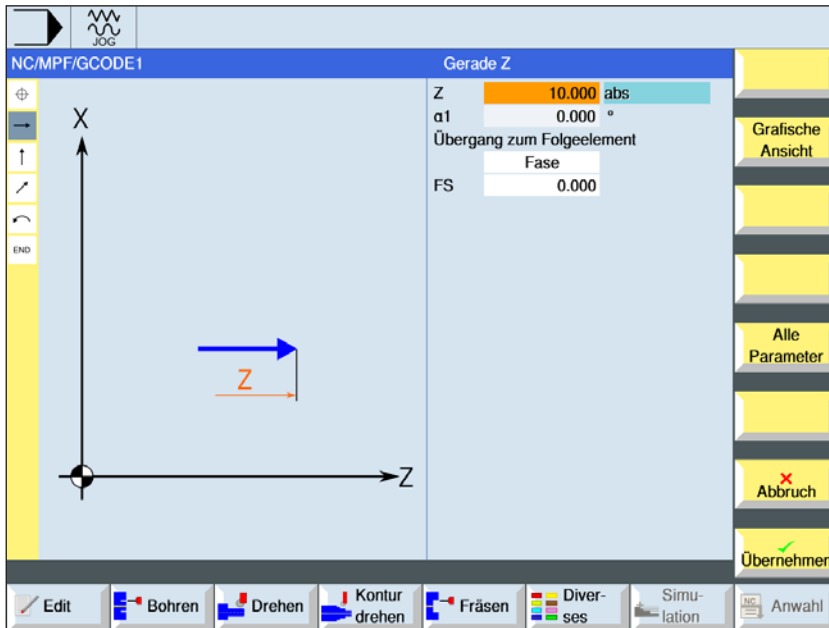 JOG
NC/MPF/GCODE1
Gerade Z
Z 10.000 abs
α1 0.000 °
Übergang zum Folgeelement
Fase
FS 0.000
END
X
Z
Z
Grafische
Ansicht
Alle
Parameter
Abbruch
Übernehmen
Edit
Bohren
Drehen
Kontur
drehen
Fräsen
Diver-
ses
Simu-
lation
NC
Anwahl